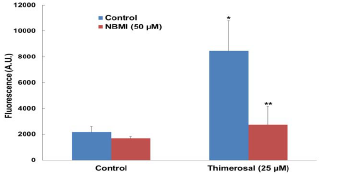 12000
10000
8000
6000
4000
2000
0
Fluorescence (A.U.)
Control
NBMI (50 µM)
*
**
Control
Thimerosal (25 µM)